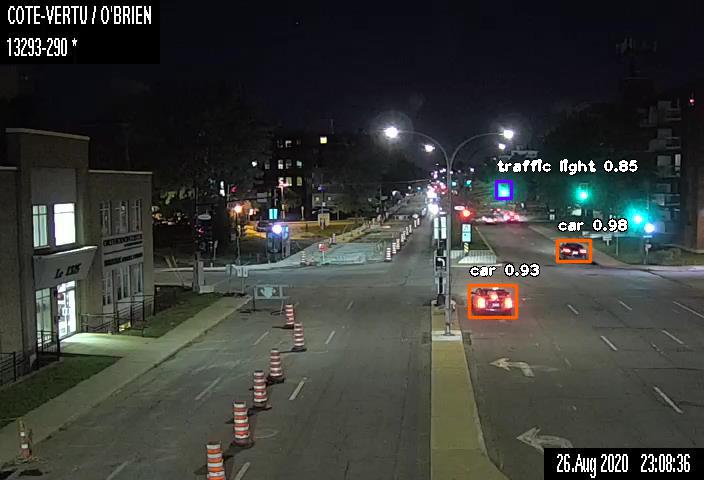 COTE-VERTU / O'BRIEN
13293-290 *
traffic light 0.85
car 0.98
car 0.93
26.Aug 2020 23:08:36